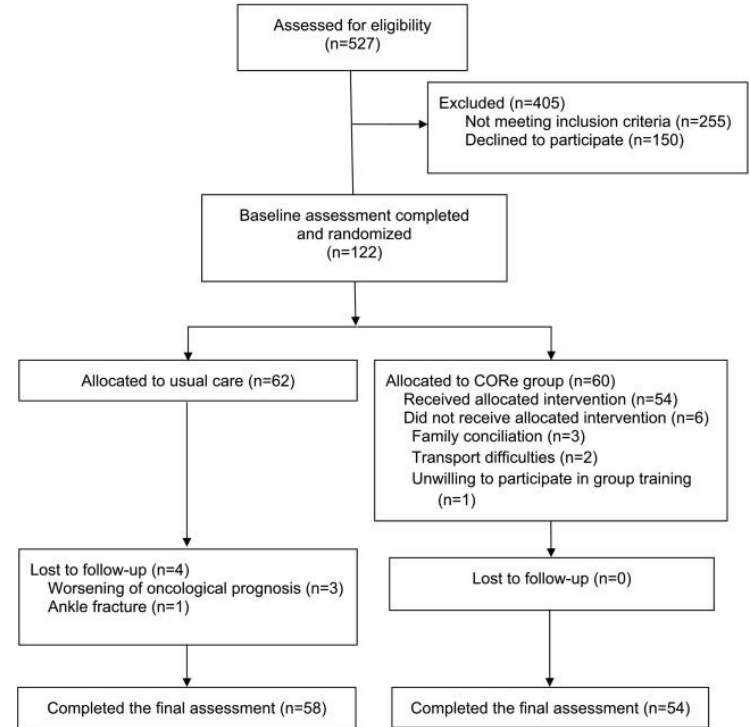 Assessed for eligibility
(n=527)
Excluded (n=405)
Not meeting inclusion criteria (n=255)
Declined to participate (n=150)
Baseline assessment completed
and randomized
(n=122)
Allocated to usual care (n=62)
Allocated to CORe group (n=60)
Received allocated intervention (n=54)
Did not receive allocated intervention (n=6)
Family conciliation (n=3)
Transport difficulties (n=2)
Unwilling to participate in group training
(n=1)
Lost to follow-up (n=4)
Worsening of oncological prognosis (n=3)
Ankle fracture (n=1)
Lost to follow-up (n=0)
Completed the final assessment (n=58)
Completed the final assessment (n=54)